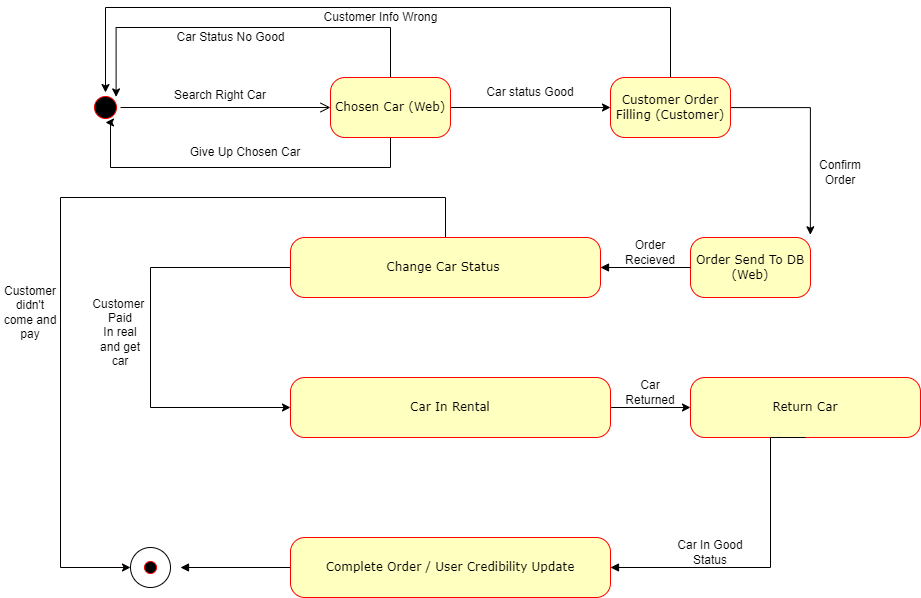 Customer Info Wrong
Car Status No Good
Search Right Car
Chosen Car (Web)
Car status Good
Customer Order
Filling (Customer)
Give Up Chosen Car
Confirm
Order
Change Car Status
Order
Recieved
Order Send To DB
(Web)
Customer
didn't
come and
pay
Customer
Paid
In real
and get
car
Car In Rental
Car
Returned
Return Car
Complete Order / User Credibility Update
Car In Good
Status